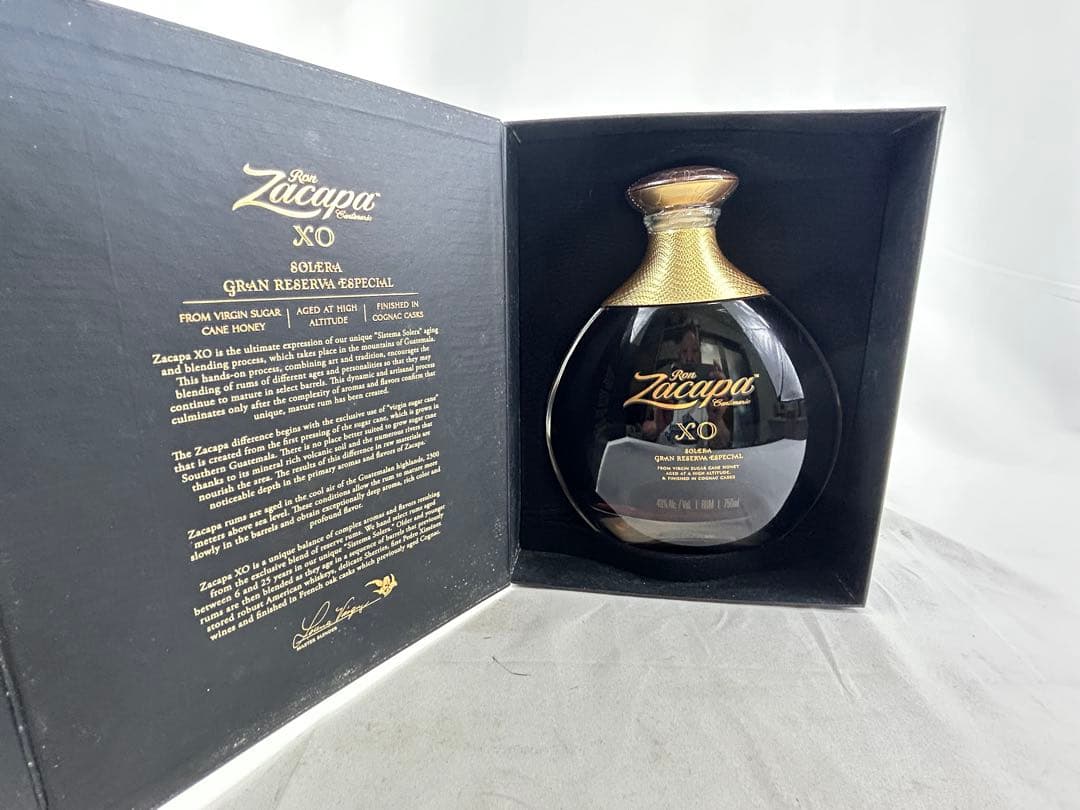 Ron
Zacapa™
Centenario
XO
SOLERA
GRAN RESERVA ESPECIAL
FROM VIRGIN SUGAR
CANE HONEY
AGED AT HIGH
ALTITUDE
FINISHED IN
COGNAC CASKS
Zacapa XO is the ultimate expression of our unique "Sistema Solera" aging
and blending process, which takes place in the mountains of Guatemala.
This hands-on process, combining art and tradition, encourages the
blending of rums of different ages and personalities so that they may
continue to mature in select barrels. This dynamic and artisanal process
culminates only after the complexity of aromas and flavors confirm that
unique, mature rum has been created.
The Zacapa difference begins with the exclusive use of "virgin sugar cane"
that is created from the first pressing of the sugar cane, which is grown in
Southern Guatemala. There is no place better suited to grow sugar cane
thanks to its mineral rich volcanic soil and the numerous rivers that
nourish the area. The results of this difference in raw materials are
noticeable depth in the primary aromas and flavors of Zacapa.
Zacapa rums are aged in the cool air of the Guatemalan highlands, 2300
meters above sea level. These conditions allow the rum to mature more
slowly in the barrels and obtain exceptionally deep aroma, rich color and
profound flavor.
Zacapa XO is a unique balance of complex aromas and flavors resulting
from the exclusive blend of reserve rums. We hand select rums aged
between 6 and 25 years in our unique "Sistema Solera." Older and younger
rums are then blended as they age in a sequence of barrels that previously
stored robust American whiskeys, delicate Sherries, fine Pedro Ximénez
wines and finished in French oak casks which previously aged Cognac.
MASTER BLENDER
Ron
Zacapa™
Centenario
XO
SOLERA
GRAN RESERVA ESPECIAL
FROM VIRGIN SUGAR CANE HONEY
AGED AT A HIGH ALTITUDE,
& FINISHED IN COGNAC CASKS
RUM | 750ml